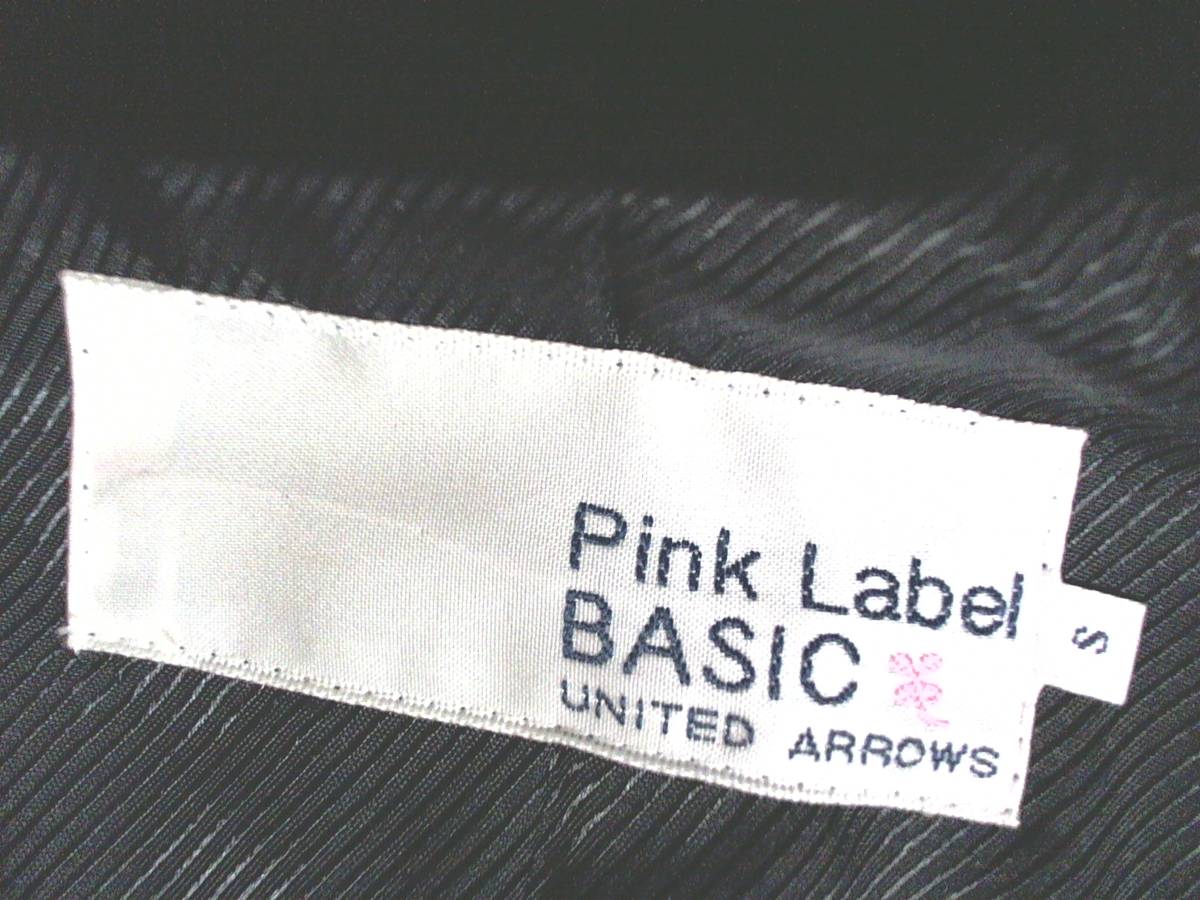 Pink Label
BASIC
UNITED ARROWS
S